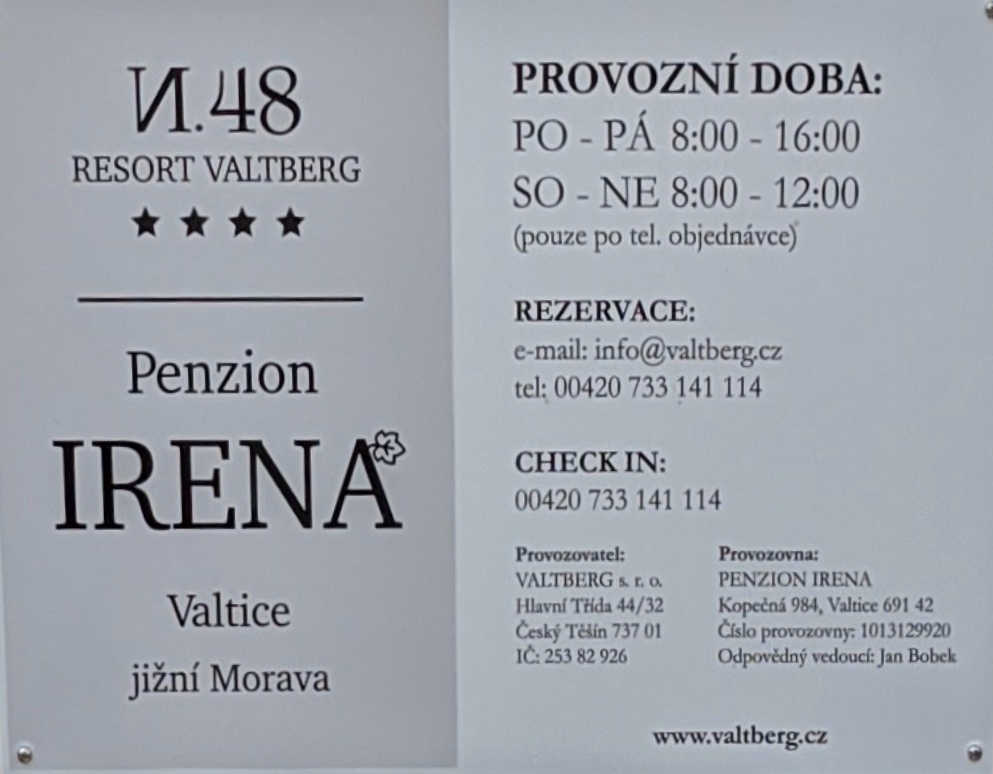 N.48
RESORT VALTBERG
★ ★ ★ ★
Penzion
IRENA
Valtice
jižní Morava
PROVOZNÍ DOBA:
PO - PÁ 8:00 - 16:00
SO - NE 8:00 - 12:00
(pouze po tel. objednávce)
REZERVACE:
e-mail: info@valtberg.cz
tel: 00420 733 141 114
CHECK IN:
00420 733 141 114
Provozovatel:
VALTBERG s. r. o.
Hlavní Třída 44/32
Český Těšín 737 01
IČ: 253 82 926
Provozovna:
PENZION IRENA
Kopečná 984, Valtice 691 42
Číslo provozovny: 1013129920
Odpovědný vedoucí: Jan Bobek
www.valtberg.cz